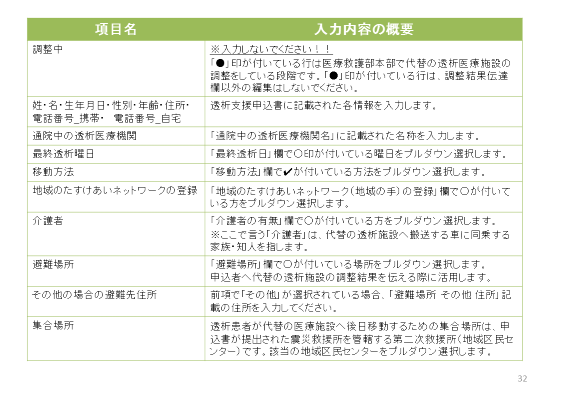 項目名
入力内容の概要
調整中
※入力しないでください！！
「●」印が付いている行は医療救護部本部で代替の透析医療施設の
調整をしている段階です。「●」印が付いている行は、調整結果伝達
欄以外の編集はしないでください。
姓・名・生年月日・性別・年齢・住所・
電話番号_携帯・ 電話番号_自宅
透析支援申込書に記載された各情報を入力します。
通院中の透析医療機関
「通院中の透析医療機関名」に記載された名称を入力します。
最終透析曜日
「最終透析日」欄で〇印が付いている曜日をプルダウン選択します。
移動方法
「移動方法」欄で✔が付いている方法をプルダウン選択します。
地域のたすけあいネットワークの登録
「地域のたすけあいネットワーク（地域の手）の登録」欄で〇が付いて
いる方をプルダウン選択します。
介護者
「介護者の有無」欄で〇が付いている方をプルダウン選択します。
※ここで言う「介護者」は、代替の透析施設へ搬送する車に同乗する
家族・知人を指します。
避難場所
「避難場所」欄で〇が付いている場所をプルダウン選択します。
申込者へ代替の透析施設の調整結果を伝える際に活用します。
その他の場合の避難先住所
前項で「その他」が選択されている場合、「避難場所 その他 住所」記
載の住所を入力してください。
集合場所
透析患者が代替の医療施設へ後日移動するための集合場所は、申
込書が提出された震災救援所を管轄する第二次救援所（地域区民セ
ンター）です。該当の地域区民センターをプルダウン選択します。
32